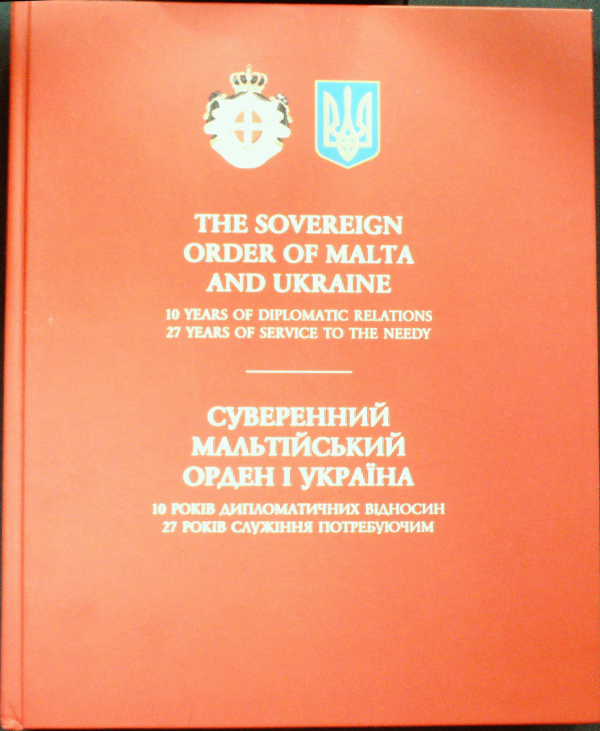 THE SOVEREIGN
ORDER OF MALTA
AND UKRAINE
10 YEARS OF DIPLOMATIC RELATIONS
27 YEARS OF SERVICE TO THE NEEDY
СУВЕРЕННИЙ
МАЛЬТІЙСЬКИЙ
ОРДЕН І УКРАЇНА
10 РОКІВ ДИПЛОМАТИЧНИХ ВІДНОСИН
27 РОКІВ СЛУЖІННЯ ПОТРЕБУЮЧИМ